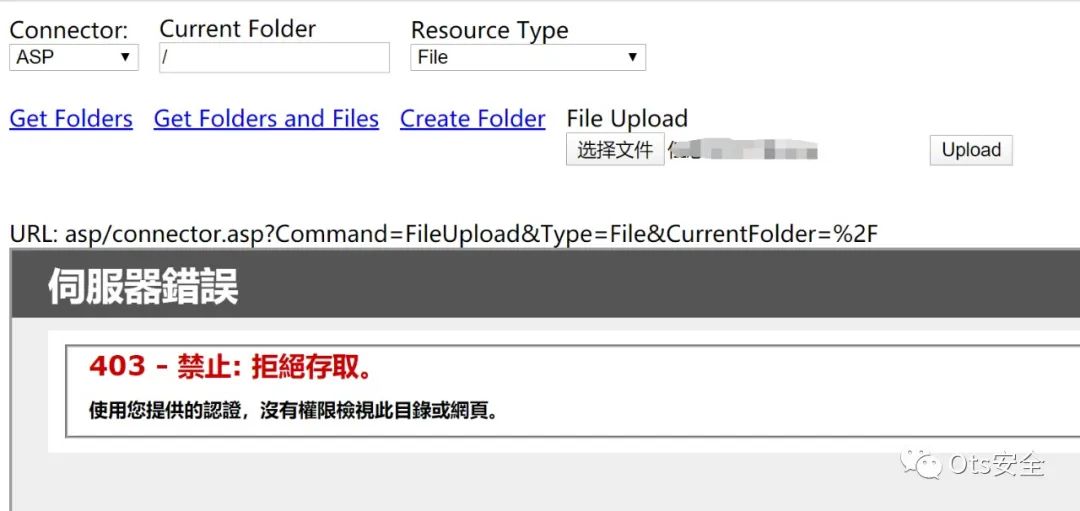 Connector: Current Folder Resource Type
ASP / File
Get Folders Get Folders and Files Create Folder File Upload
选择文件 Upload
URL: asp/connector.asp?Command=FileUpload&Type=File&CurrentFolder=%2F
伺服器錯誤
403 - 禁止: 拒絕存取。
使用您提供的認證，沒有權限檢視此目錄或網頁。
Ots安全